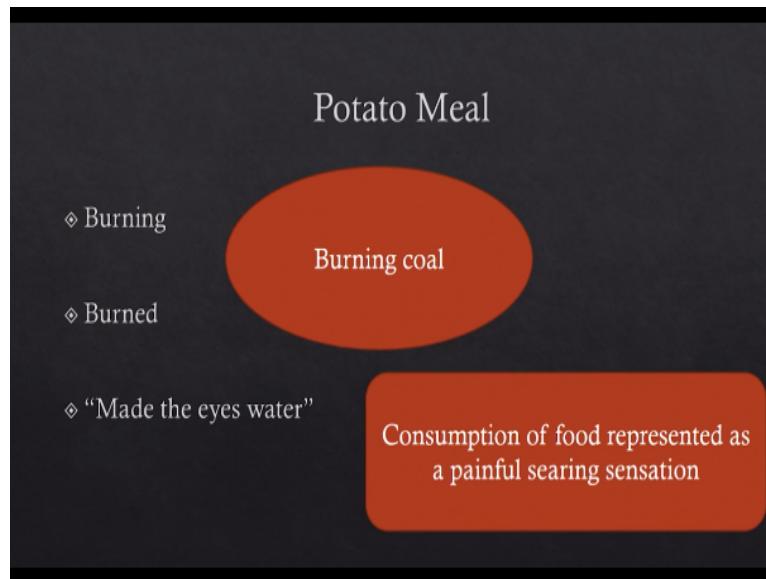 Potato Meal
Burning
Burning coal
Burned
“Made the eyes water”
Consumption of food represented as
a painful searing sensation